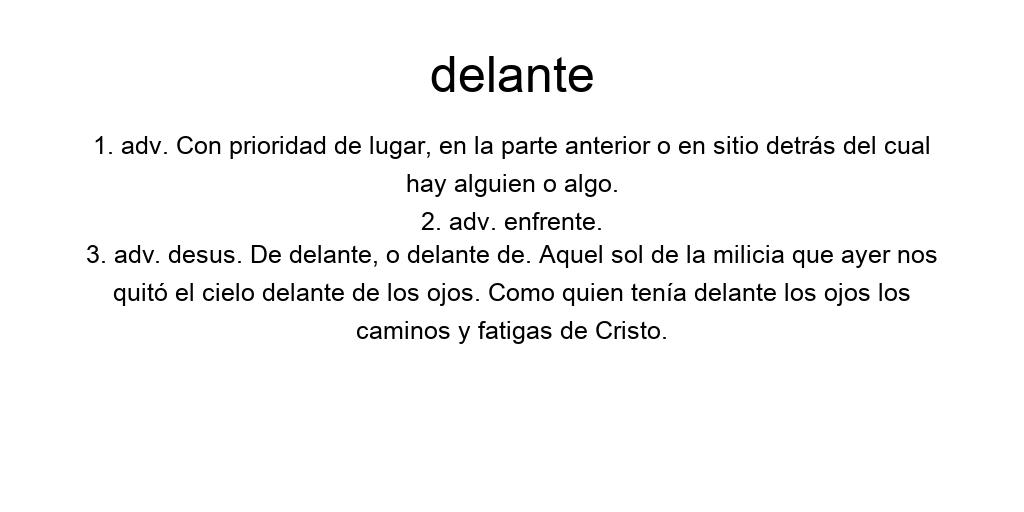 delante
1. adv. Con prioridad de lugar, en la parte anterior o en sitio detrás del cual
hay alguien o algo.
2. adv. enfrente.
3. adv. desus. De delante, o delante de. Aquel sol de la milicia que ayer nos
quitó el cielo delante de los ojos. Como quien tenía delante los ojos los
caminos y fatigas de Cristo.